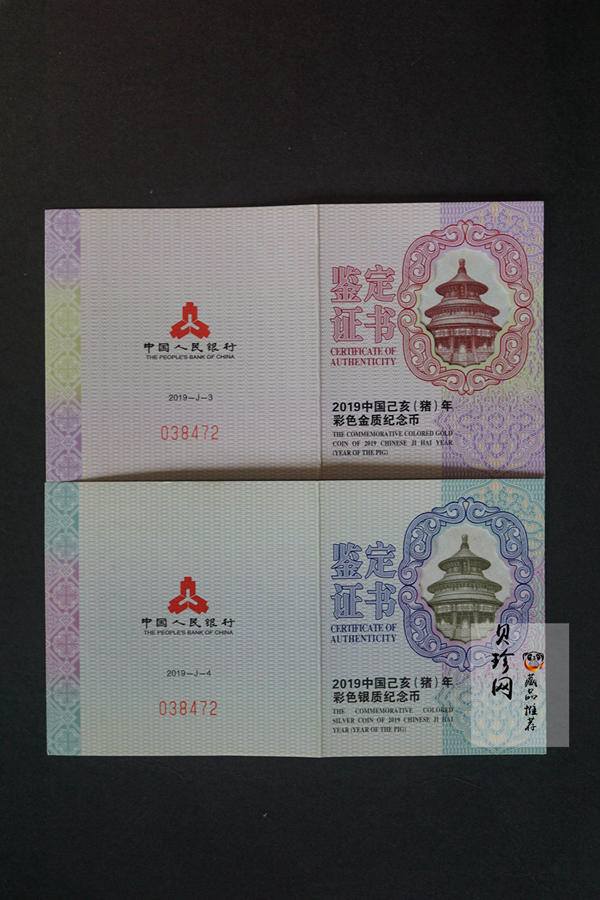 中国人民银行
THE PEOPLE'S BANK OF CHINA
2019-J-3
038472
鉴定
证书
CERTIFICATE OF
AUTHENTICITY
2019中国己亥（猪）年
彩色金质纪念币
THE COMMEMORATIVE COLORED GOLD
COIN OF 2019 CHINESE JI HAI YEAR
(YEAR OF THE PIG)
中国人民银行
THE PEOPLE'S BANK OF CHINA
2019-J-4
038472
鉴定
证书
CERTIFICATE OF
AUTHENTICITY
2019中国己亥（猪）年
彩色银质纪念币
THE COMMEMORATIVE COLORED
SILVER COIN OF 2019 CHINESE JI HAI
YEAR (YEAR OF THE PIG)
贝珍网
藏品推荐